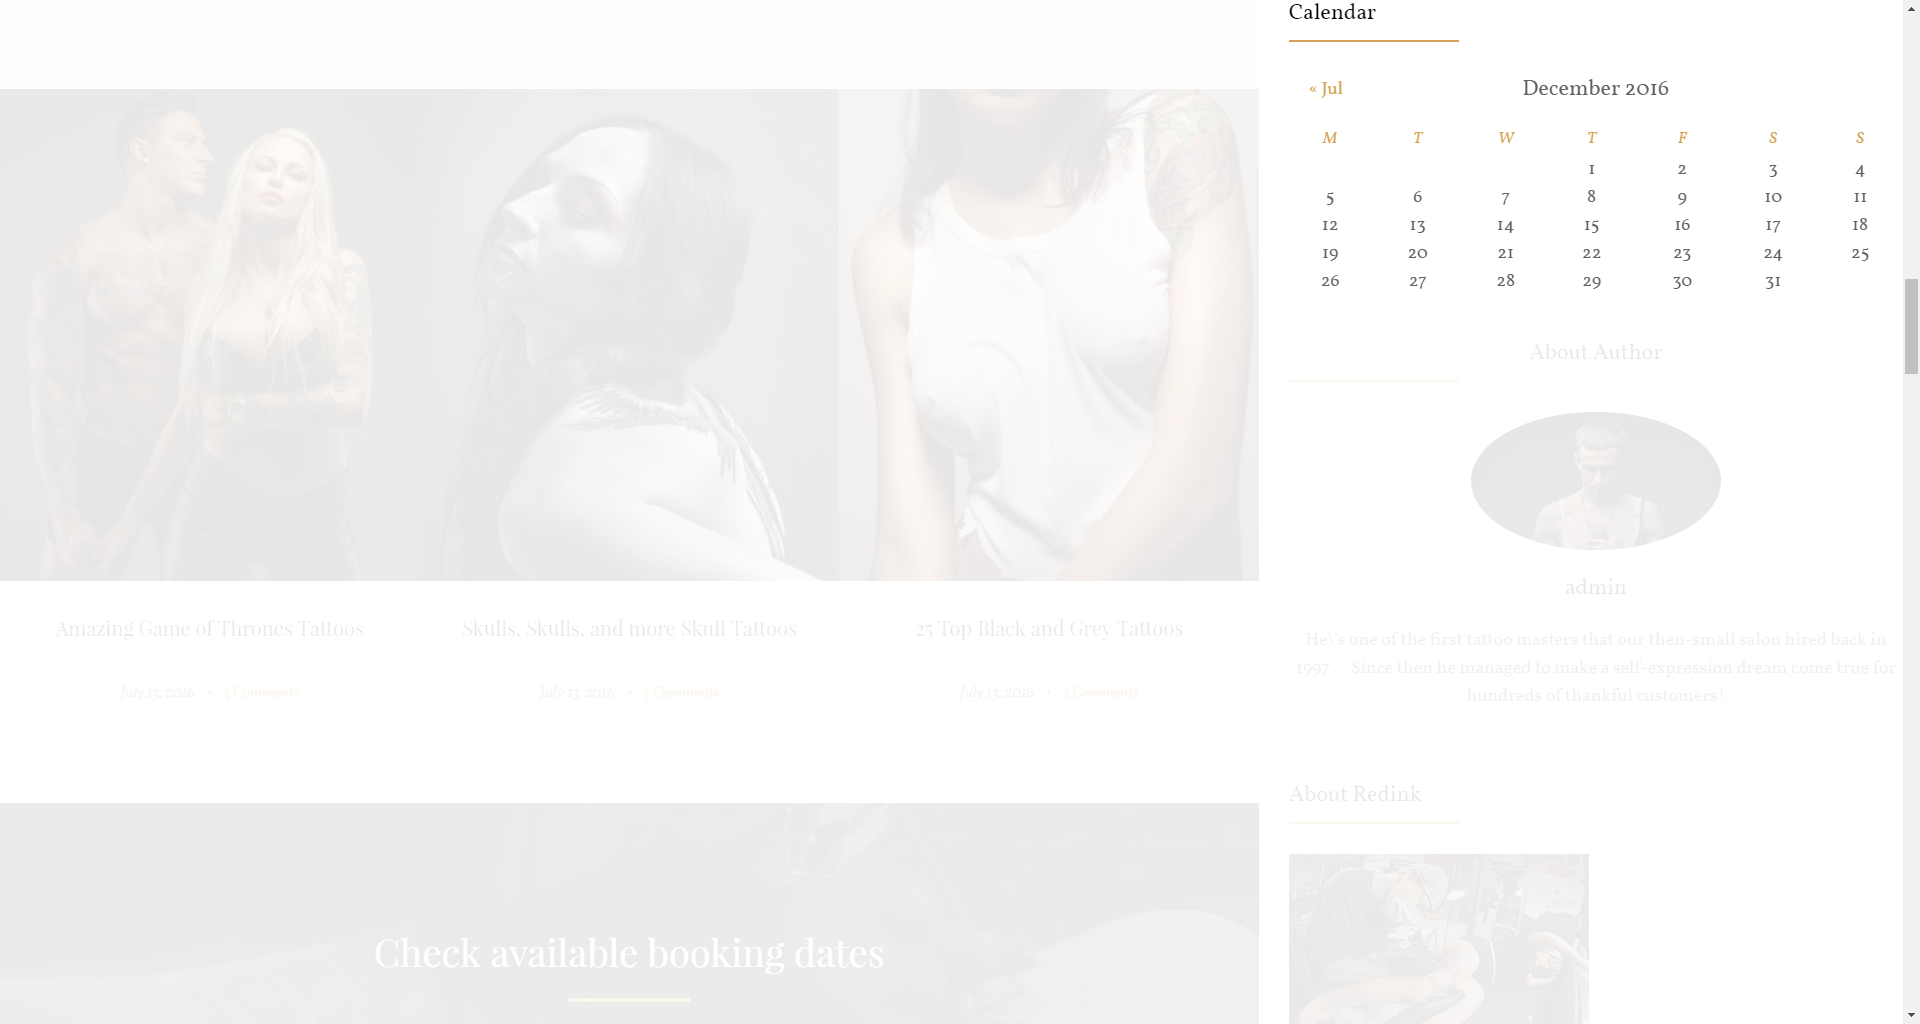 Calendar
« Jul December 2016
M T W T F S S
1 2 3 4
5 6 7 8 9 10 11
12 13 14 15 16 17 18
19 20 21 22 23 24 25
26 27 28 29 30 31
About Author
admin
He\'s one of the first tattoo masters that our then-small salon hired back in
1997. . . Since then he managed to make a self-expression dream come true for
hundreds of thankful customers!
About Redink
Amazing Game of Thrones Tattoos
July 13, 2016 • 3 Comments
Skulls, Skulls, and more Skull Tattoos
July 13, 2016 • 3 Comments
25 Top Black and Grey Tattoos
July 13, 2016 • 3 Comments
Check available booking dates